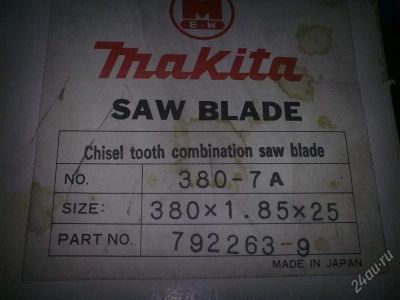 M
E.W
makita
SAW BLADE
Chisel tooth combination saw blade
NO. 380-7A
SIZE: 380×1.85×25
PART NO. 792263-9
MADE IN JAPAN
24au.ru